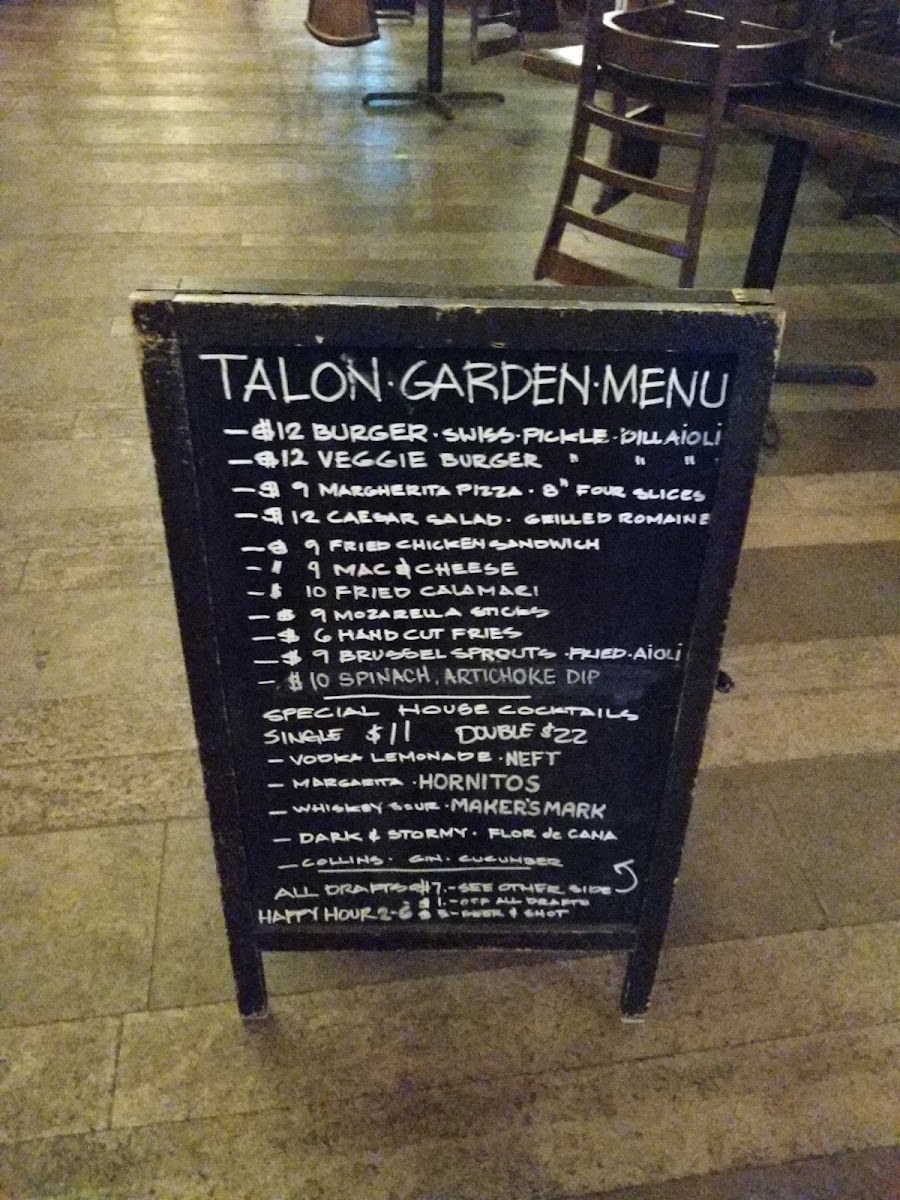 TALON · GARDEN · MENU
- $12 BURGER · SWISS · PICKLE · DILL AiOLi
- $12 VEGGIE BURGER " " "
- $ 9 MARGHERITA PIZZA · 8" FOUR SLICES
- $ 12 CAESAR SALAD · GRILLED ROMAINE
- $ 9 FRIED CHICKEN SANDWICH
- " 9 MAC & CHEESE
- $ 10 FRIED CALAMARI
- $ 9 MOZARELLA STICKS
- $ 6 HAND CUT FRIES
- $ 9 BRUSSEL SPROUTS · FRIED · AiOLi
- $10 SPINACH, ARTICHOKE DIP
SPECIAL HOUSE COCKTAILS
SINGLE $11 DOUBLE $22
- VODKA LEMONADE · NEFT
- MARGARITA · HORNITOS
- WHISKEY SOUR · MAKER'S MARK
- DARK & STORMY · FLOR de CANA
- COLLINS · GIN · CUCUMBER
ALL DRAFTS $7. - SEE OTHER SIDE
$1. - OFF ALL DRAFTS
HAPPY HOUR 2-6 $ - BEER & SHOT